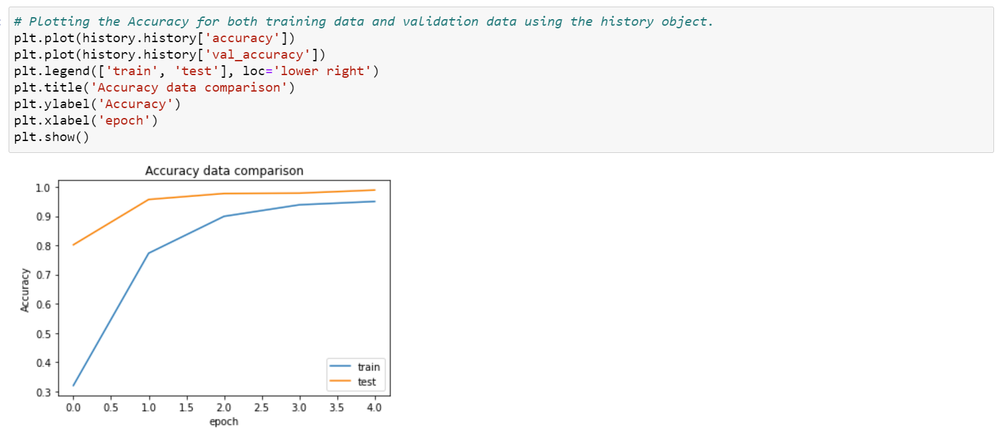 # Plotting the Accuracy for both training data and validation data using the history object.
plt.plot(history.history['accuracy'])
plt.plot(history.history['val_accuracy'])
plt.legend(['train', 'test'], loc='lower right')
plt.title('Accuracy data comparison')
plt.ylabel('Accuracy')
plt.xlabel('epoch')
plt.show()
Accuracy data comparison
Accuracy
1.0
0.9
0.8
0.7
0.6
0.5
0.4
0.3
train
test
0.0 0.5 1.0 1.5 2.0 2.5 3.0 3.5 4.0
epoch